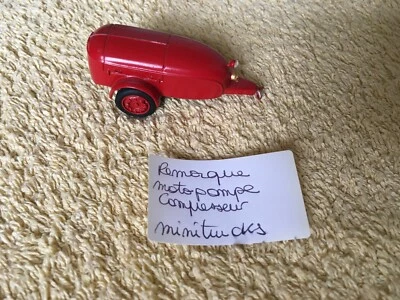 Remorque
motopompe
Compresseur
minitrucks